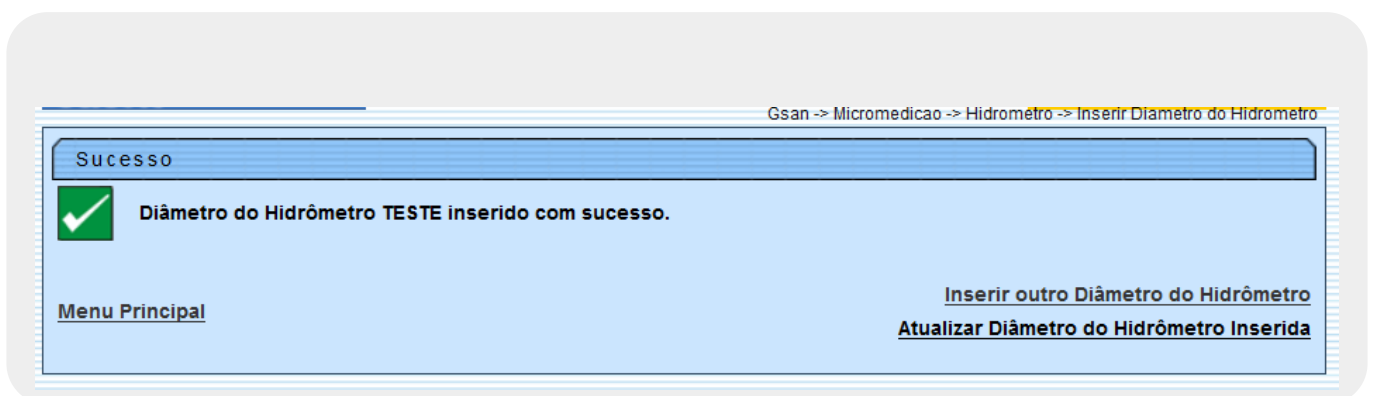 Gsan -> Micromedicao -> Hidrometro -> Inserir Diametro do Hidrometro
Sucesso
Diâmetro do Hidrômetro TESTE inserido com sucesso.
Inserir outro Diâmetro do Hidrômetro
Menu Principal
Atualizar Diâmetro do Hidrômetro Inserida